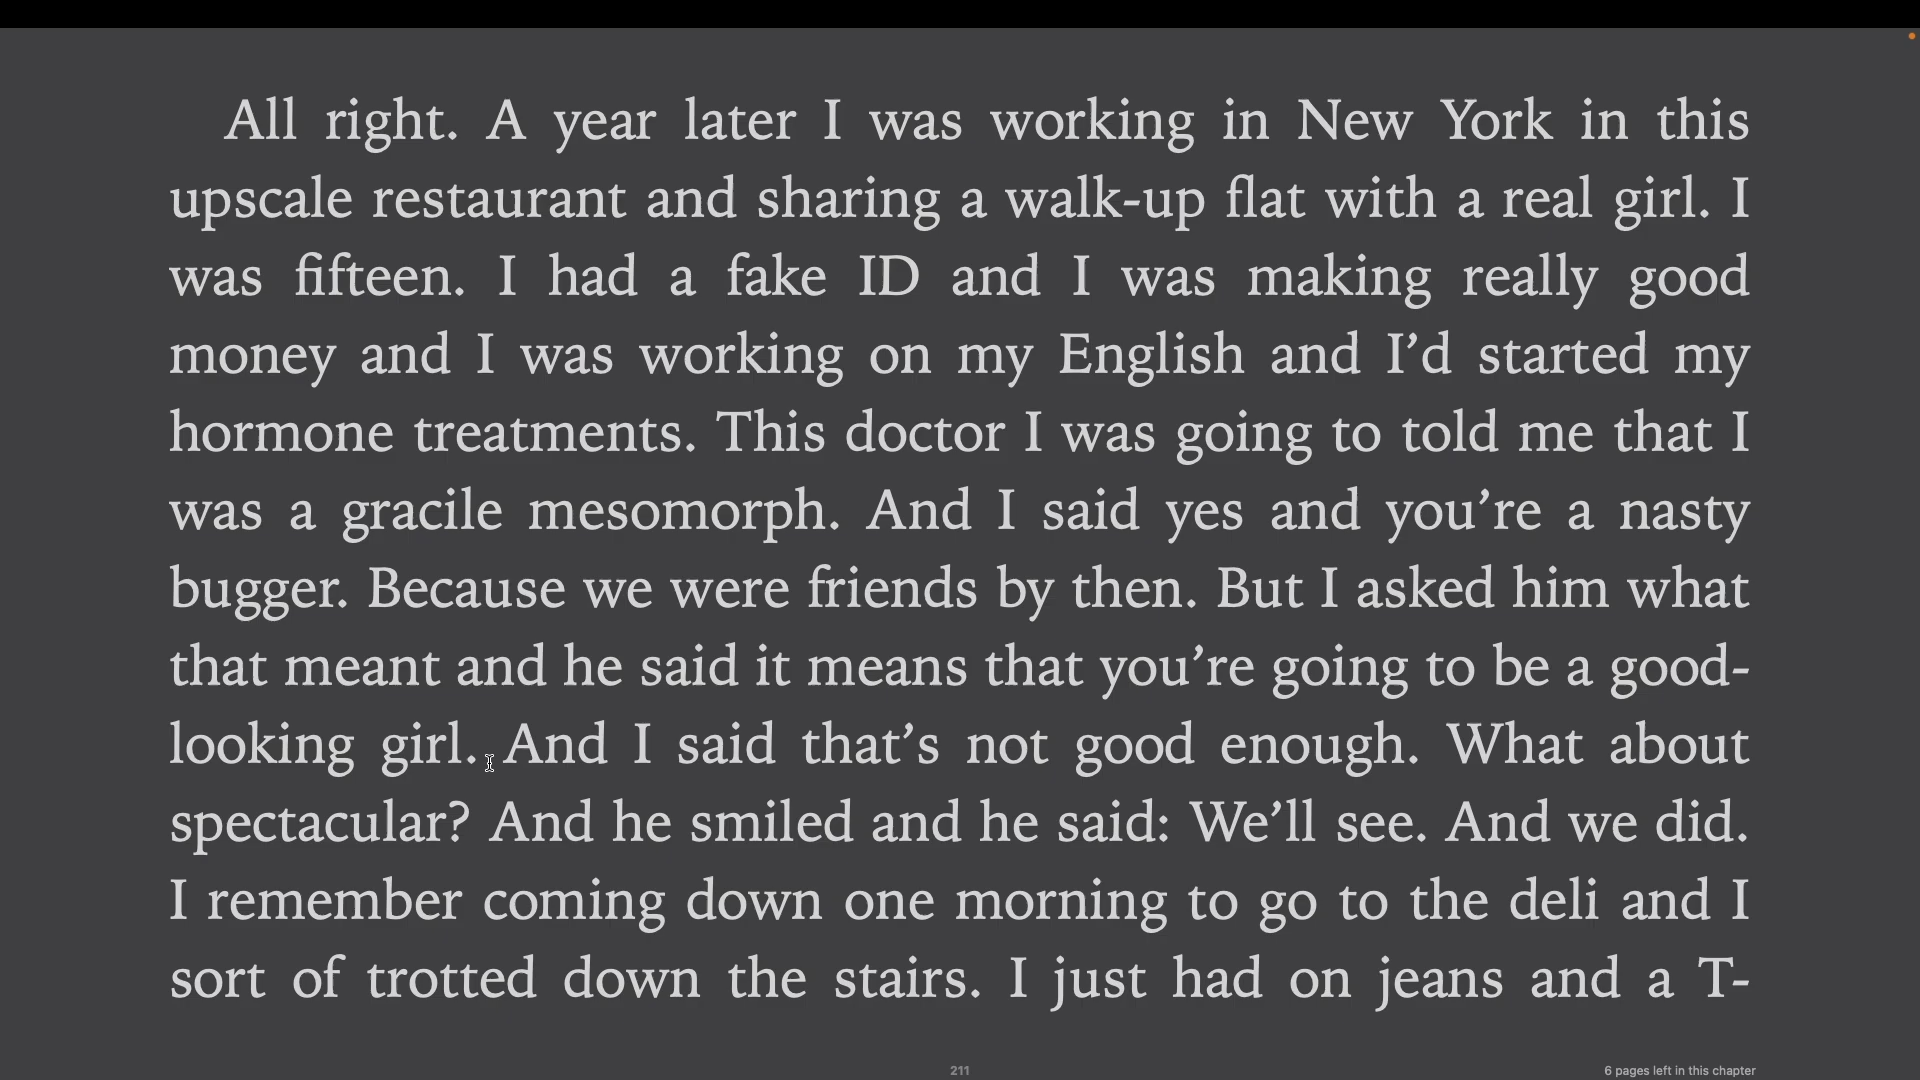 All right. A year later I was working in New York in this
upscale restaurant and sharing a walk-up flat with a real girl. I
was fifteen. I had a fake ID and I was making really good
money and I was working on my English and I’d started my
hormone treatments. This doctor I was going to told me that I
was a gracile mesomorph. And I said yes and you’re a nasty
bugger. Because we were friends by then. But I asked him what
that meant and he said it means that you’re going to be a good-
looking girl. And I said that’s not good enough. What about
spectacular? And he smiled and he said: We’ll see. And we did.
I remember coming down one morning to go to the deli and I
sort of trotted down the stairs. I just had on jeans and a T-
211
6 pages left in this chapter